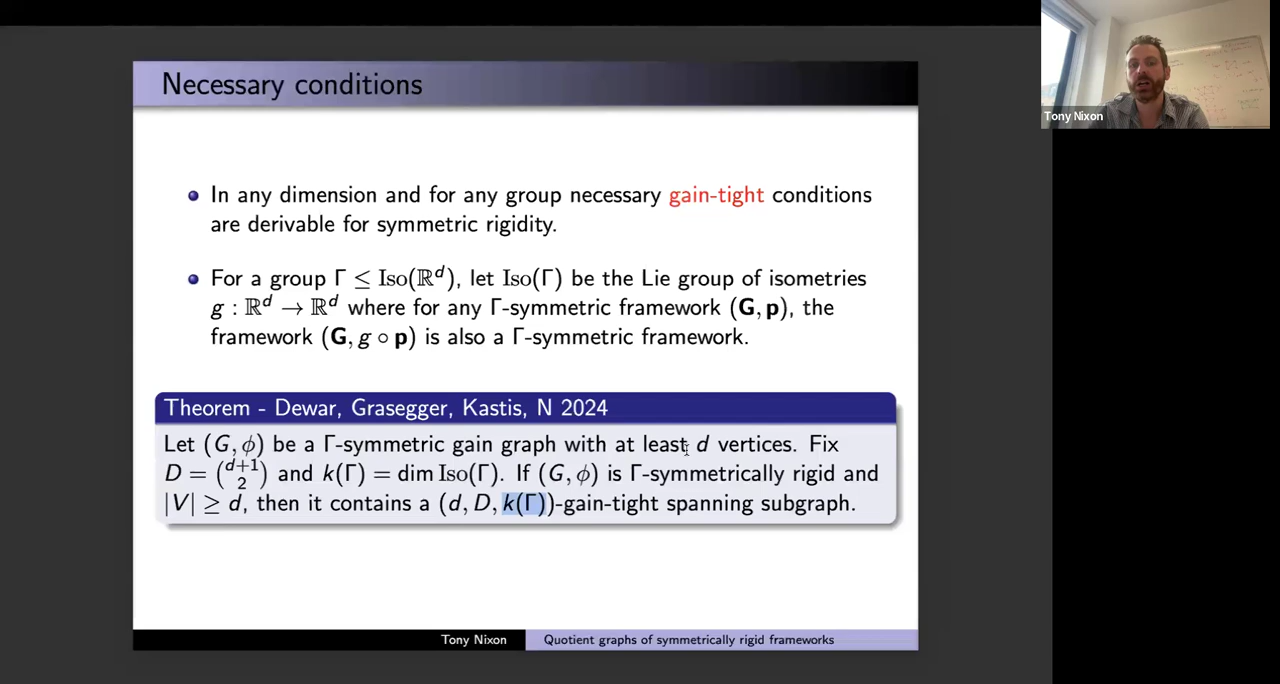 Necessary conditions
Tony Nixon
In any dimension and for any group necessary gain-tight conditions
are derivable for symmetric rigidity.
For a group Γ ≤ Iso(ℝᵈ), let Iso(Γ) be the Lie group of isometries
g : ℝᵈ → ℝᵈ where for any Γ-symmetric framework (G, p), the
framework (G, g ∘ p) is also a Γ-symmetric framework.
Theorem - Dewar, Grasegger, Kastis, N 2024
Let (G, ϕ) be a Γ-symmetric gain graph with at least d vertices. Fix
D = (d+1 2) and k(Γ) = dim Iso(Γ). If (G, ϕ) is Γ-symmetrically rigid and
|V| ≥ d, then it contains a (d, D, k(Γ))-gain-tight spanning subgraph.
Tony Nixon Quotient graphs of symmetrically rigid frameworks